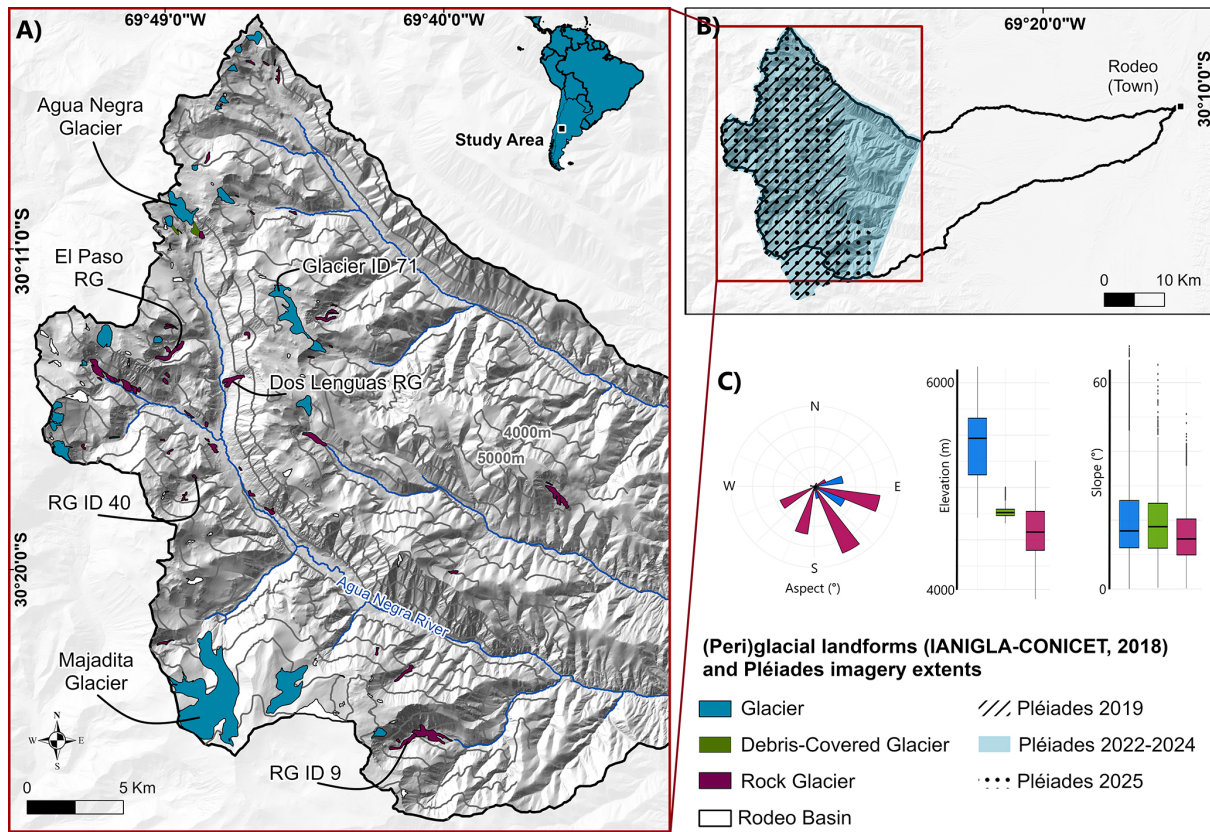 A)
69°49'0"W
69°40'0"W
Agua Negra
Glacier
Study Area
30°11'0"S
El Paso
RG
Glacier ID 71
Dos Lenguas RG
4000m
5000m
RG ID 40
30°20'0"S
Agua Negra River
Majadita
Glacier
N
W
E
S
RG ID 9
0
5 Km
B)
69°20'0"W
Rodeo
(Town)
30°10'0"S
0
10 Km
C)
N
W
E
S
Aspect (°)
6000
Elevation (m)
4000
60
Slope (°)
0
(Peri)glacial landforms (IANIGLA-CONICET, 2018)
and Pléiades imagery extents
Glacier
Debris-Covered Glacier
Rock Glacier
Rodeo Basin
Pléiades 2019
Pléiades 2022-2024
Pléiades 2025